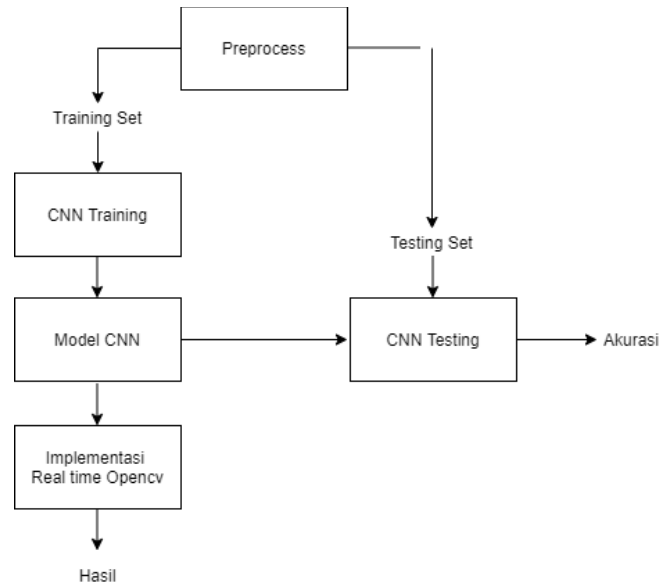 Preprocess
Training Set
CNN Training
Testing Set
Model CNN
CNN Testing
Akurasi
Implementasi
Real time Opencv
Hasil